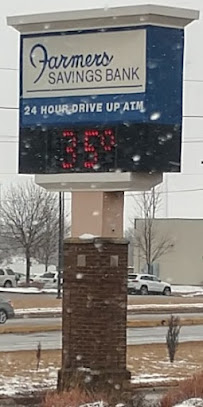 Farmers
SAVINGS BANK
24 HOUR DRIVE UP ATM
35°